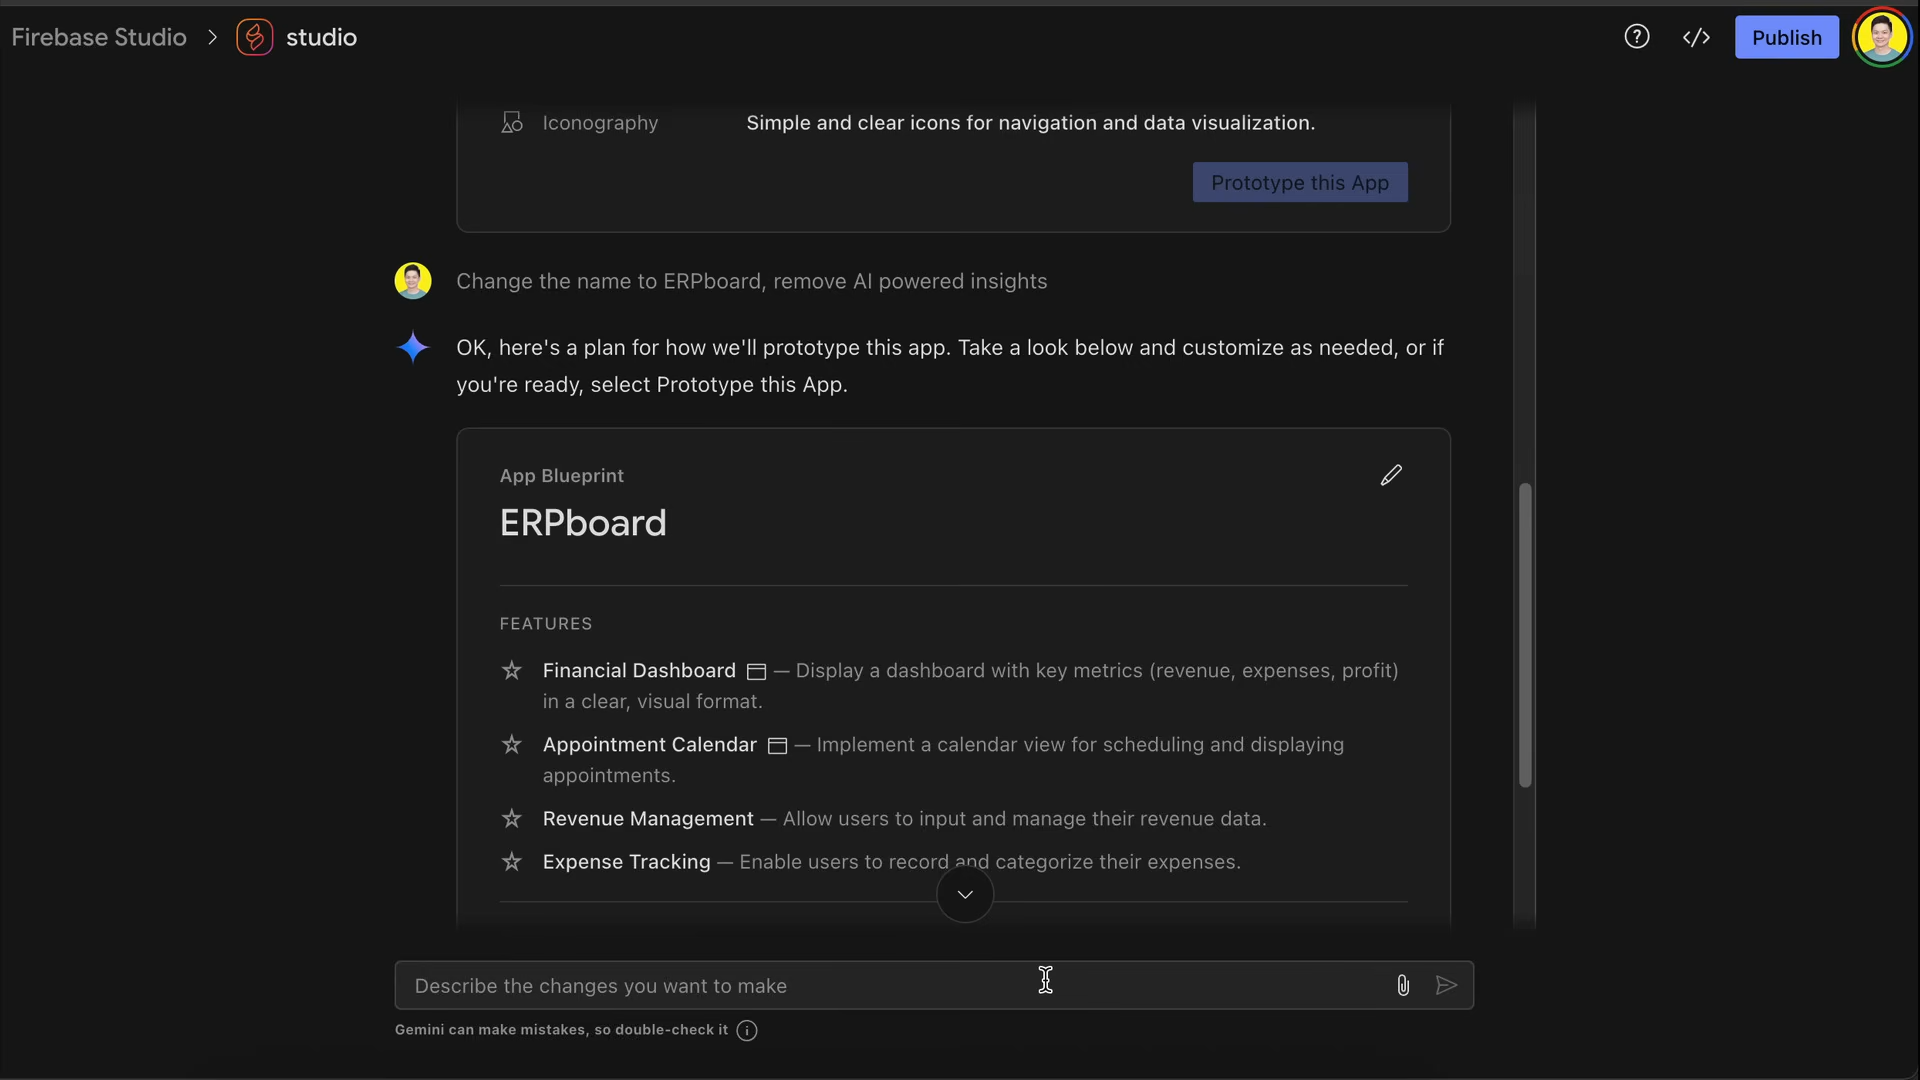 Firebase Studio > studio
</> Publish
Iconography Simple and clear icons for navigation and data visualization.
Prototype this App
Change the name to ERPboard, remove AI powered insights
OK, here's a plan for how we'll prototype this app. Take a look below and customize as needed, or if
you're ready, select Prototype this App.
App Blueprint
ERPboard
FEATURES
Financial Dashboard — Display a dashboard with key metrics (revenue, expenses, profit)
in a clear, visual format.
Appointment Calendar — Implement a calendar view for scheduling and displaying
appointments.
Revenue Management — Allow users to input and manage their revenue data.
Expense Tracking — Enable users to record and categorize their expenses.
Describe the changes you want to make
Gemini can make mistakes, so double-check it